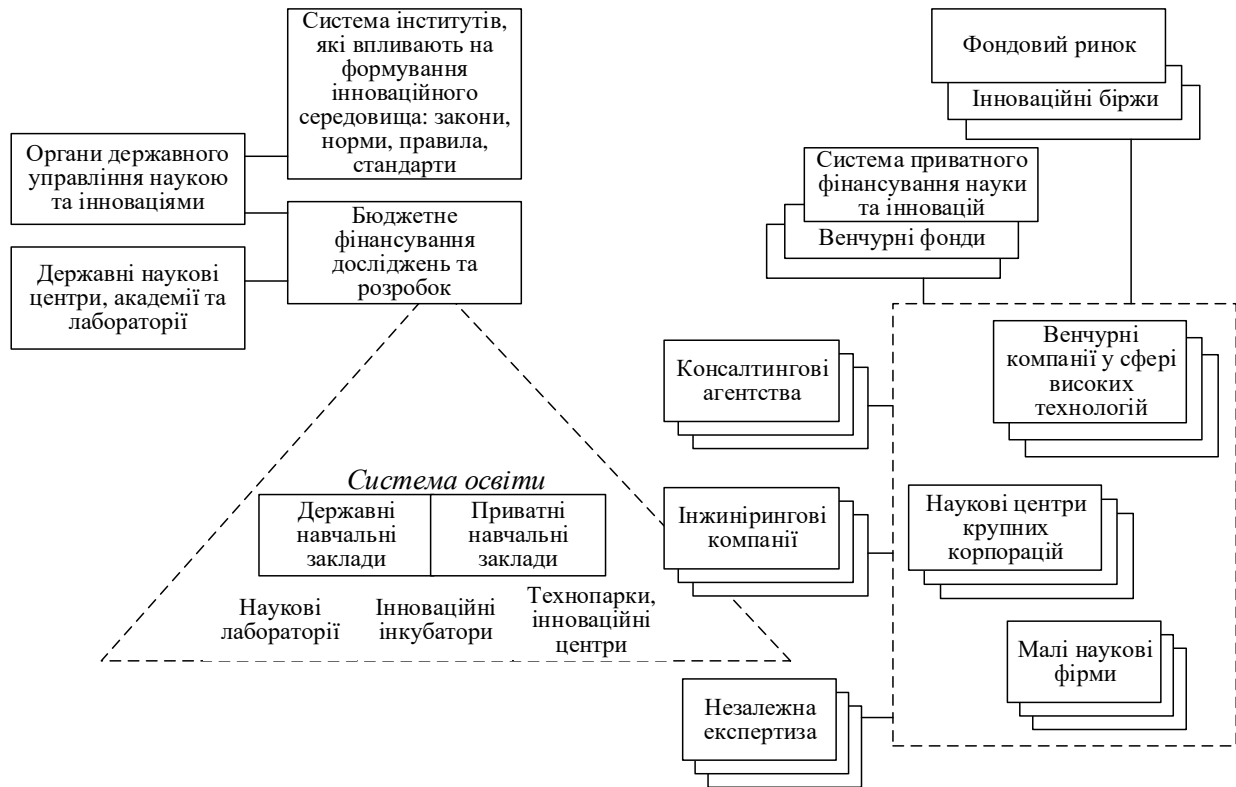 Система інститутів,
які впливають на
формування
інноваційного
середовища: закони,
норми, правила,
стандарти
Органи державного
управління наукою
та інноваціями
Бюджетне
фінансування
досліджень та
розробок
Державні наукові
центри, академії та
лабораторії
Фондовий ринок
Інноваційні біржи
Система приватного
фінансування науки
та інновацій
Венчурні фонди
Венчурні
компанії у сфері
високих
технологій
Консалтингові
агентства
Система освіти
Державні
навчальні
заклади
Приватні
навчальні
заклади
Наукові
лабораторії
Інноваційні
інкубатори
Технопарки,
інноваційні
центри
Інжинірингові
компанії
Наукові центри
крупних
корпорацій
Малі наукові
фірми
Незалежна
експертиза